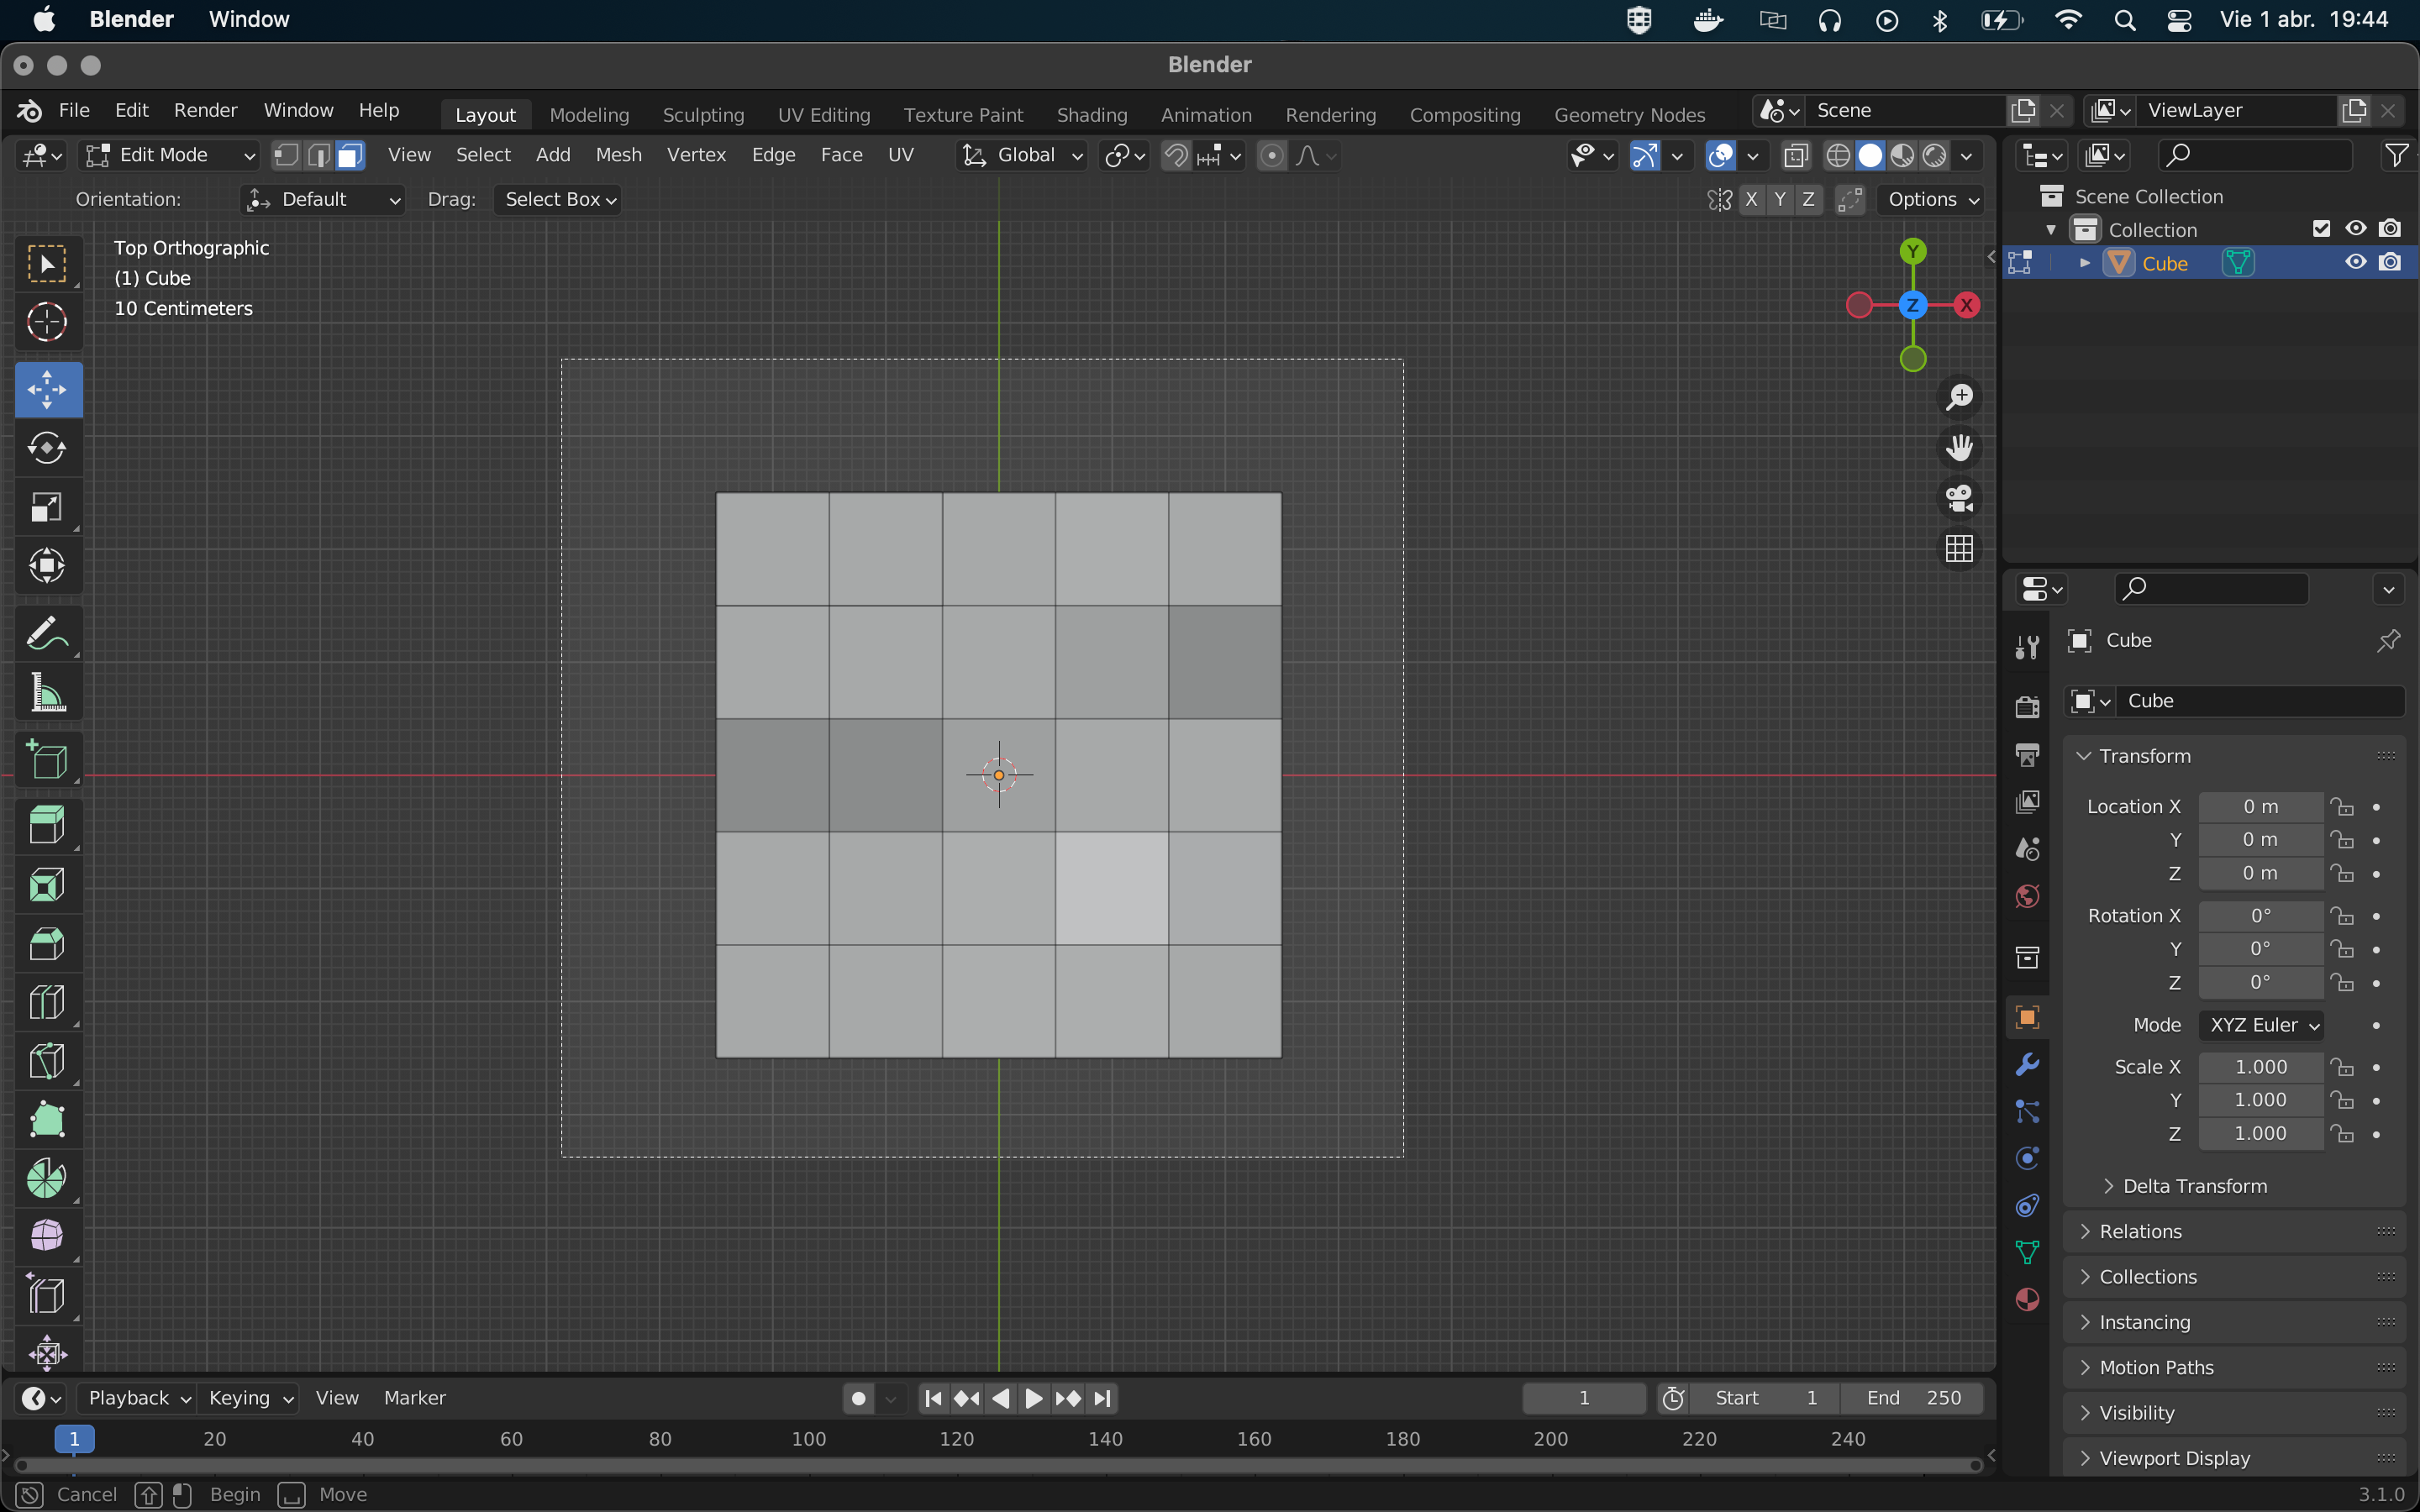 Blender Window Vie 1 abr. 19:44
Blender
File Edit Render Window Help Layout Modeling Sculpting UV Editing Texture Paint Shading Animation Rendering Compositing Geometry Nodes Scene ViewLayer
Edit Mode View Select Add Mesh Vertex Edge Face UV Global
Orientation: Default Drag: Select Box X Y Z Options
Top Orthographic
(1) Cube
10 Centimeters
Y
Z X
Scene Collection
Collection
Cube
Cube
Cube
Transform
Location X 0 m
Y 0 m
Z 0 m
Rotation X 0°
Y 0°
Z 0°
Mode XYZ Euler
Scale X 1.000
Y 1.000
Z 1.000
Delta Transform
Relations
Collections
Instancing
Motion Paths
Visibility
Viewport Display
Playback Keying View Marker 1 Start 1 End 250
1 20 40 60 80 100 120 140 160 180 200 220 240
Cancel Begin Move 3.1.0